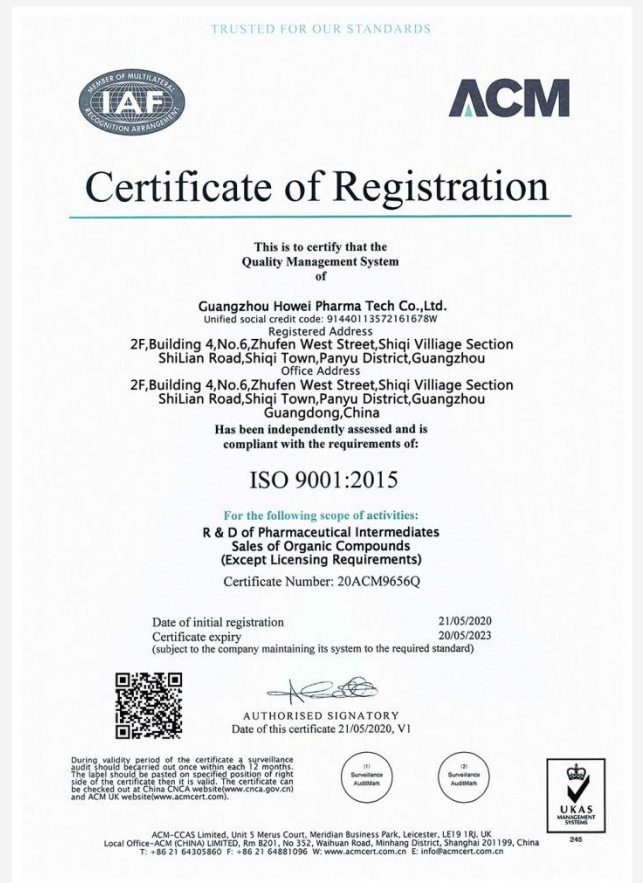 TRUSTED FOR OUR STANDARDS
MEMBER OF MULTILATERAL
IAF
RECOGNITION ARRANGEMENT
ACM
Certificate of Registration
This is to certify that the
Quality Management System
of
Guangzhou Howei Pharma Tech Co.,Ltd.
Unified social credit code: 91440113572161678W
Registered Address
2F,Building 4,No.6,Zhufen West Street,Shiqi Villiage Section
ShiLian Road,Shiqi Town,Panyu District,Guangzhou
Office Address
2F,Building 4,No.6,Zhufen West Street,Shiqi Villiage Section
ShiLian Road,Shiqi Town,Panyu District,Guangzhou
Guangdong,China
Has been independently assessed and is
compliant with the requirements of:
ISO 9001:2015
For the following scope of activities:
R & D of Pharmaceutical Intermediates
Sales of Organic Compounds
(Except Licensing Requirements)
Certificate Number: 20ACM9656Q
Date of initial registration 21/05/2020
Certificate expiry 20/05/2023
(subject to the company maintaining its system to the required standard)
AUTHORISED SIGNATORY
Date of this certificate 21/05/2020, V1
During validity period of the certificate a surveillance
audit should becarried out once within each 12 months.
The label should be pasted on specified position of right
side of the certificate then it is valid. The certificate can
be checked out at China CNCA website(www.cnca.gov.cn)
and ACM UK website(www.acmcert.com).
(1)
Surveillance
AuditMark
(2)
Surveillance
AuditMark
UKAS
MANAGEMENT
SYSTEMS
245
ACM-CCAS Limited, Unit 5 Merus Court, Meridian Business Park, Leicester, LE19 1RJ, UK
Local Office-ACM (CHINA) LIMITED, Rm B201, No 352, Waihuan Road, Minhang District, Shanghai 201199, China
T: +86 21 64305860 F: +86 21 64881096 W: www.acmcert.com.cn E: info@acmcert.com.cn